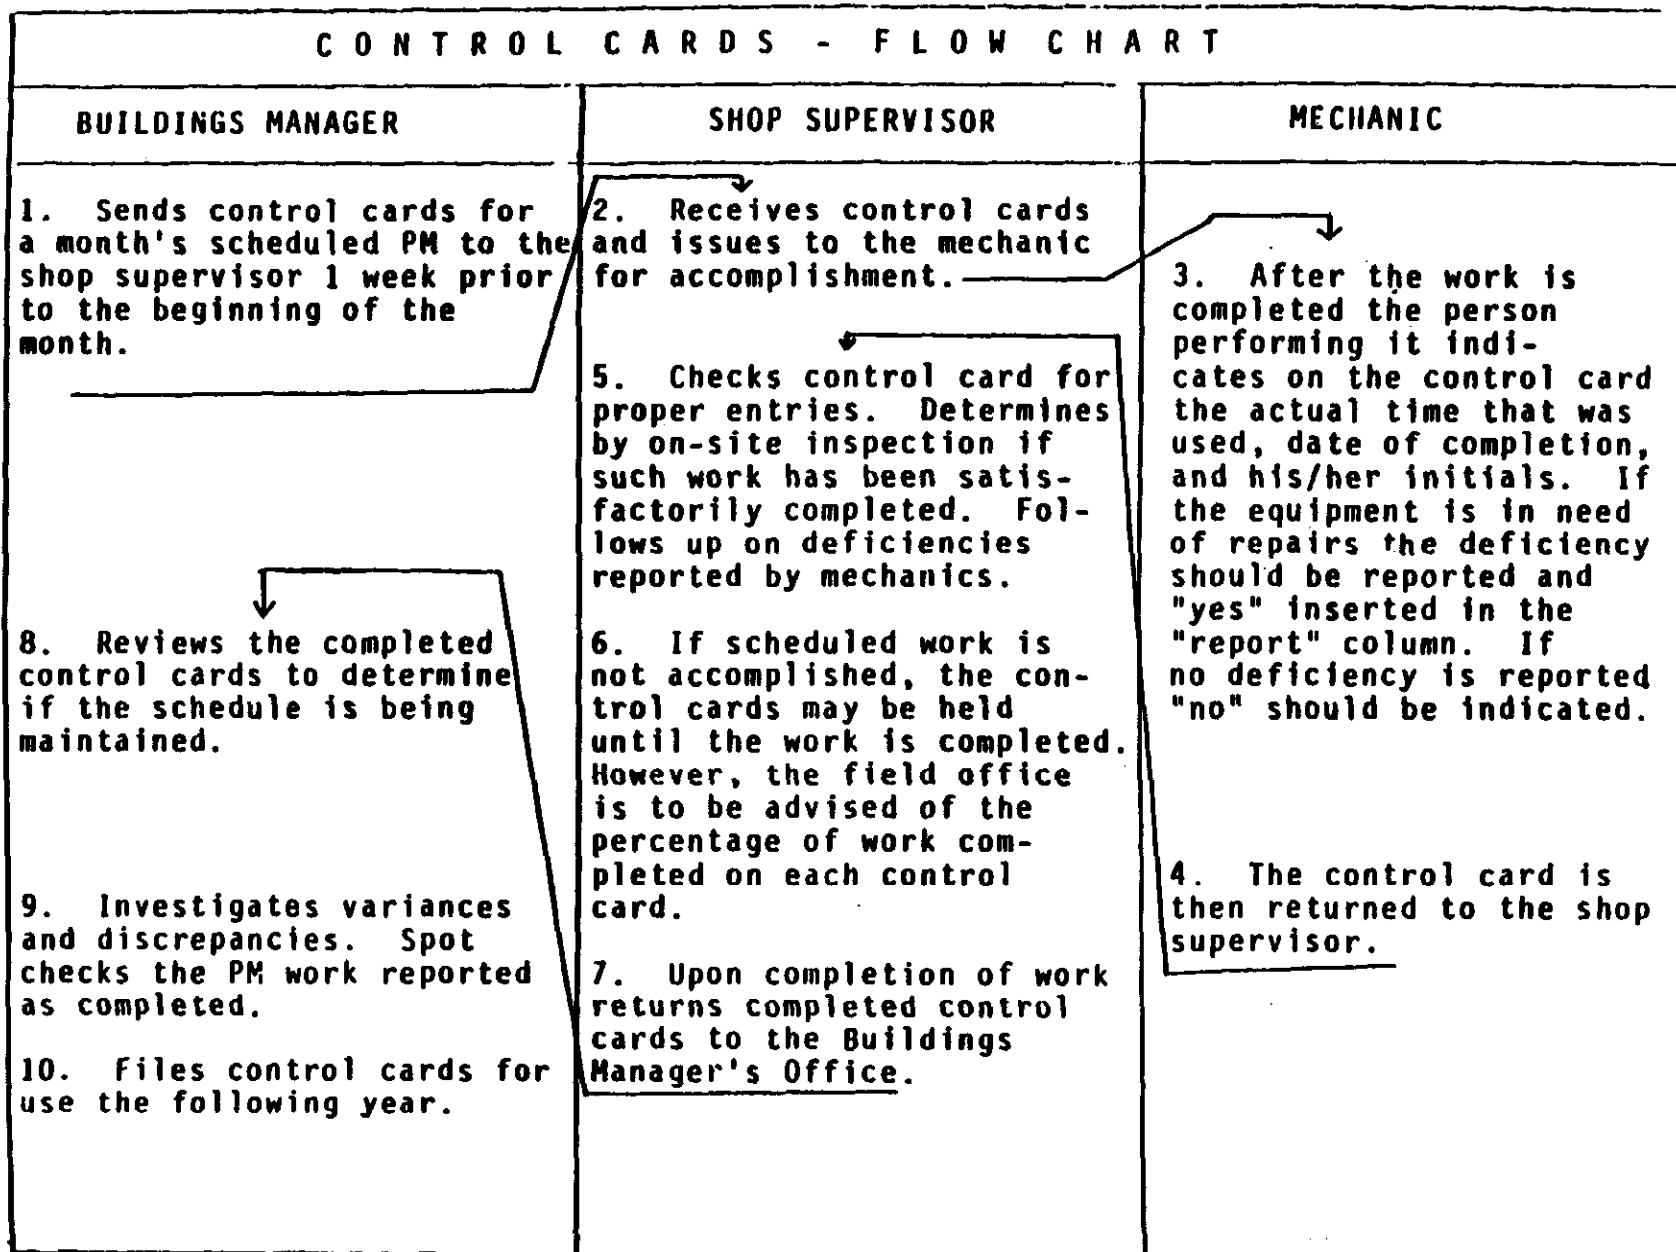 CONTROL CARDS - FLOW CHART
BUILDINGS MANAGER
1. Sends control cards for
a month's scheduled PM to the
shop supervisor 1 week prior
to the beginning of the
month.
8. Reviews the completed
control cards to determine
if the schedule is being
maintained.
9. Investigates variances
and discrepancies. Spot
checks the PM work reported
as completed.
10. Files control cards for
use the following year.
SHOP SUPERVISOR
2. Receives control cards
and issues to the mechanic
for accomplishment.
5. Checks control card for
proper entries. Determines
by on-site inspection if
such work has been satis-
factorily completed. Fol-
lows up on deficiencies
reported by mechanics.
6. If scheduled work is
not accomplished, the con-
trol cards may be held
until the work is completed.
However, the field office
is to be advised of the
percentage of work com-
pleted on each control
card.
7. Upon completion of work
returns completed control
cards to the Buildings
Manager's Office.
MECHANIC
3. After the work is
completed the person
performing it indi-
cates on the control card
the actual time that was
used, date of completion,
and his/her initials. If
the equipment is in need
of repairs the deficiency
should be reported and
"yes" inserted in the
"report" column. If
no deficiency is reported
"no" should be indicated.
4. The control card is
then returned to the shop
supervisor.